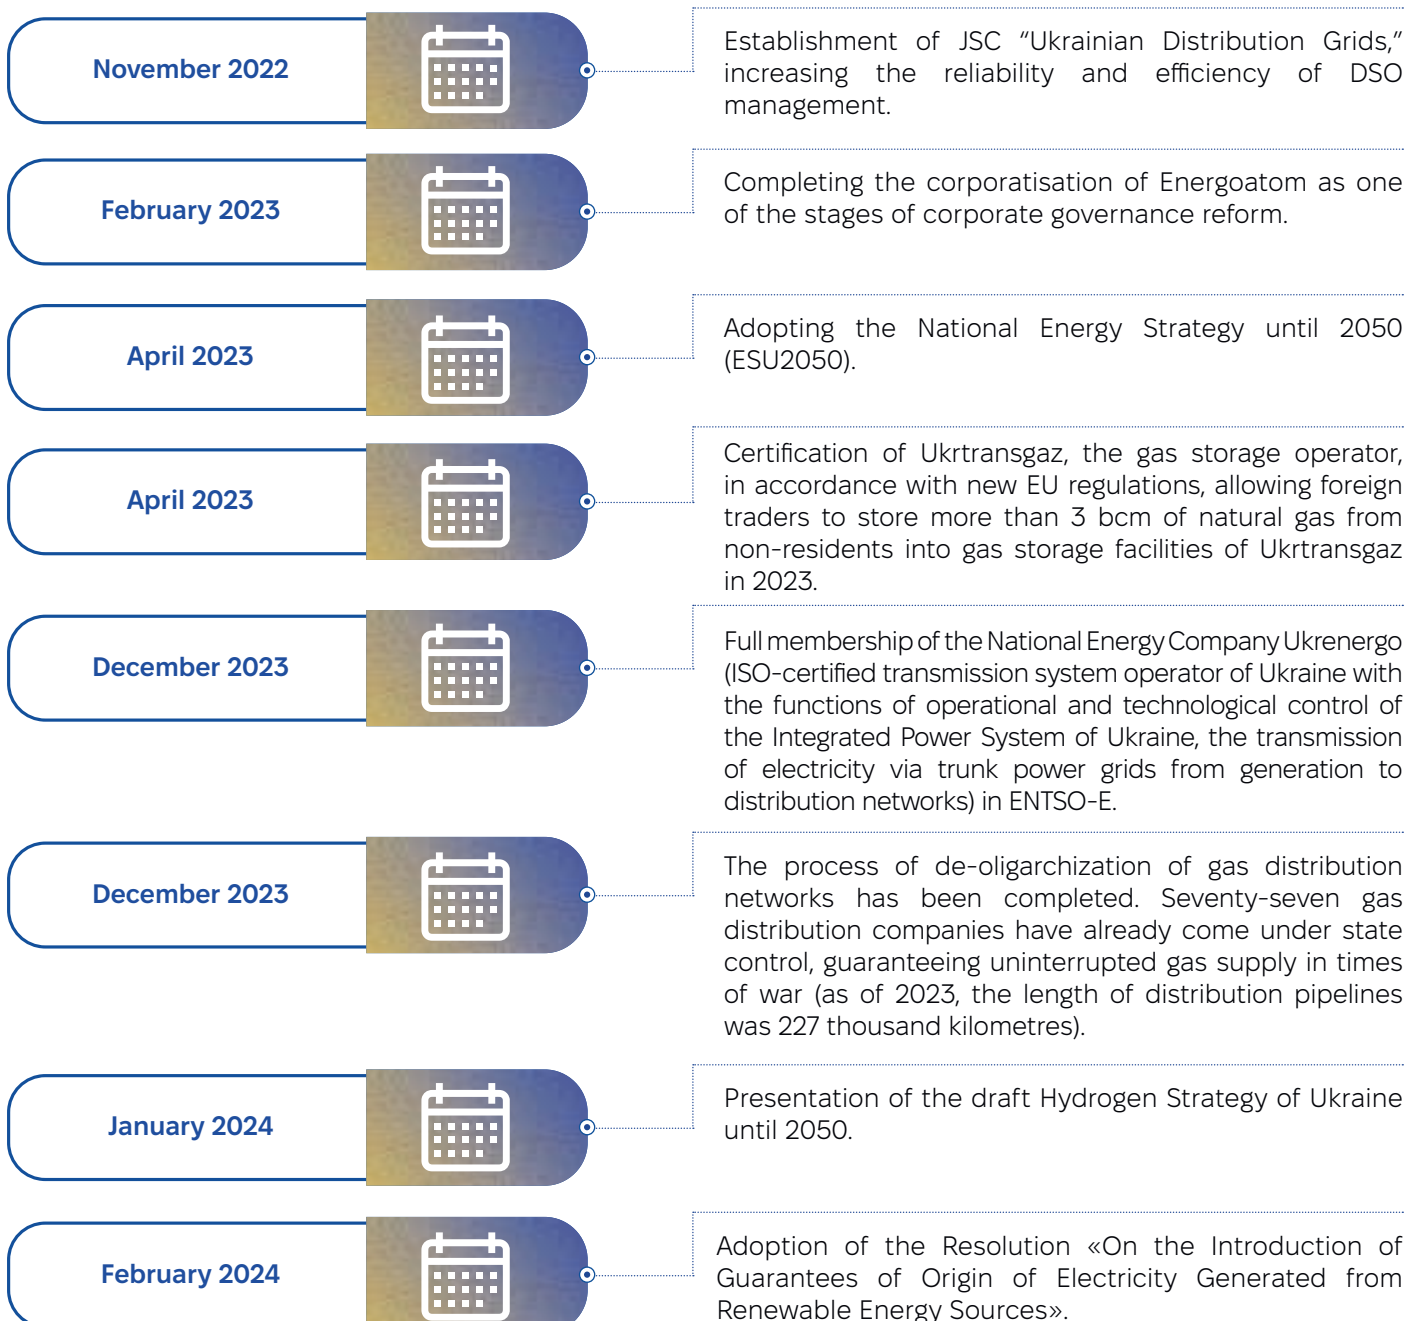 November 2022
Establishment of JSC “Ukrainian Distribution Grids,”
increasing the reliability and efficiency of DSO
management.
February 2023
Completing the corporatisation of Energoatom as one
of the stages of corporate governance reform.
April 2023
Adopting the National Energy Strategy until 2050
(ESU2050).
April 2023
Certification of Ukrtransgaz, the gas storage operator,
in accordance with new EU regulations, allowing foreign
traders to store more than 3 bcm of natural gas from
non-residents into gas storage facilities of Ukrtransgaz
in 2023.
December 2023
Full membership of the National Energy Company Ukrenergo
(ISO-certified transmission system operator of Ukraine with
the functions of operational and technological control of
the Integrated Power System of Ukraine, the transmission
of electricity via trunk power grids from generation to
distribution networks) in ENTSO-E.
December 2023
The process of de-oligarchization of gas distribution
networks has been completed. Seventy-seven gas
distribution companies have already come under state
control, guaranteeing uninterrupted gas supply in times
of war (as of 2023, the length of distribution pipelines
was 227 thousand kilometres).
January 2024
Presentation of the draft Hydrogen Strategy of Ukraine
until 2050.
February 2024
Adoption of the Resolution «On the Introduction of
Guarantees of Origin of Electricity Generated from
Renewable Energy Sources».